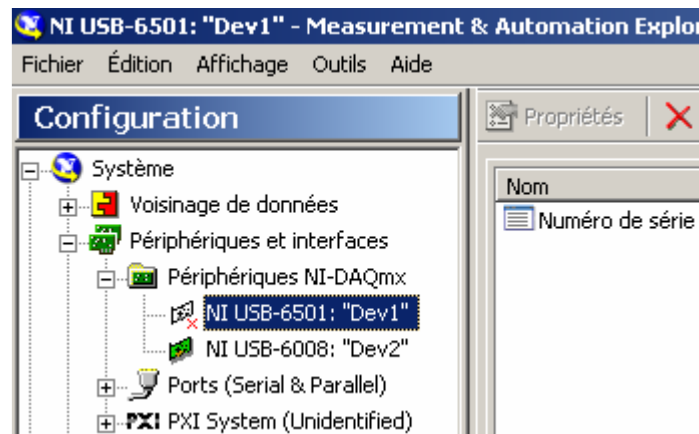 NI USB-6501: "Dev1" - Measurement & Automation Explor
Fichier Édition Affichage Outils Aide
Configuration
Propriétés
Système
Voisinage de données
Périphériques et interfaces
Périphériques NI-DAQmx
NI USB-6501: "Dev1"
NI USB-6008: "Dev2"
Ports (Serial & Parallel)
PXI PXI System (Unidentified)
Nom
Numéro de série